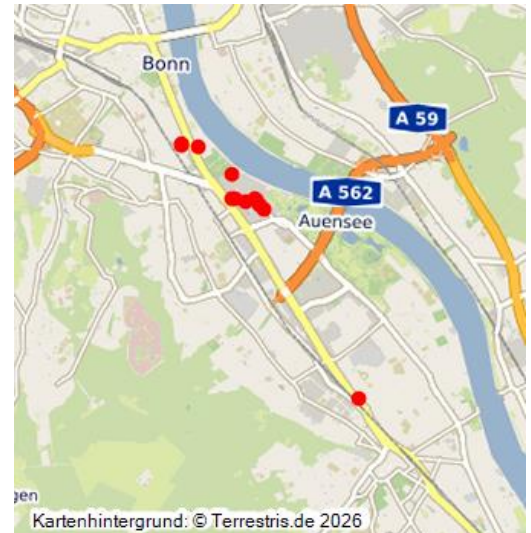 Bonn
A 59
A 562
Auensee
gen
Kartenhintergrund: © Terrestris.de 2026